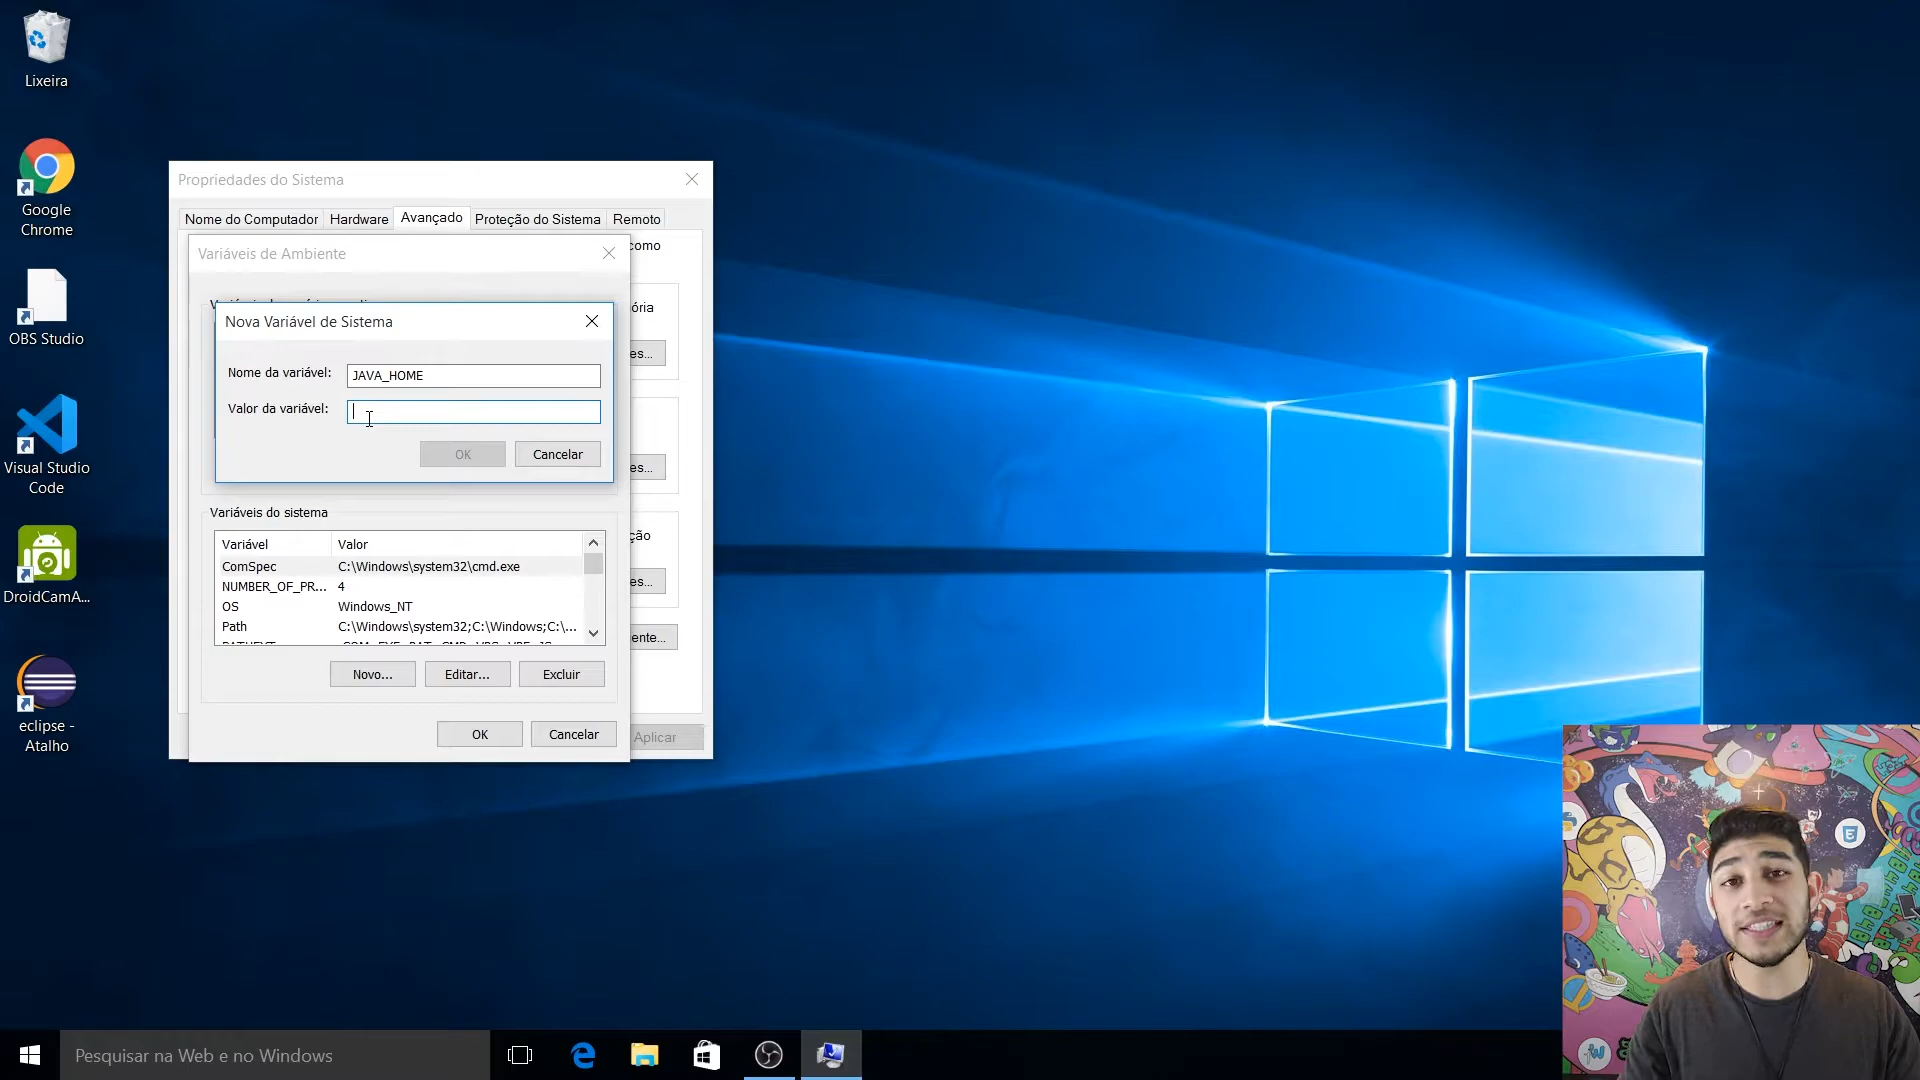 Lixeira
Google
Chrome
OBS Studio
Visual Studio
Code
DroidCamA...
eclipse -
Atalho
Propriedades do Sistema
Nome do Computador
Hardware
Avançado
Proteção do Sistema
Remoto
como
ória
es...
es...
ção
es...
ente...
Aplicar
Variáveis de Ambiente
Nova Variável de Sistema
Nome da variável:
JAVA_HOME
Valor da variável:
OK
Cancelar
Variáveis do sistema
Variável Valor
ComSpec C:\Windows\system32\cmd.exe
NUMBER_OF_PR... 4
OS Windows_NT
Path C:\Windows\system32;C:\Windows;C:\...
Novo...
Editar...
Excluir
OK
Cancelar
Pesquisar na Web e no Windows